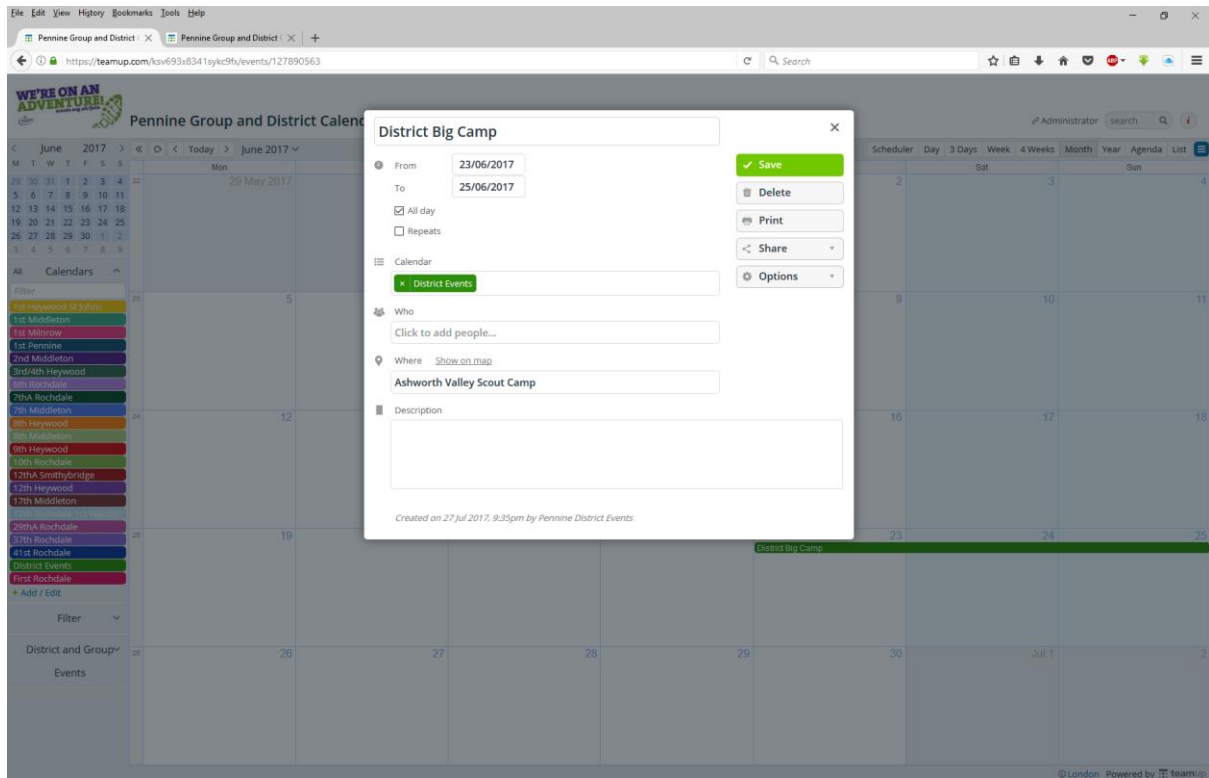 File Edit View History Bookmarks Tools Help
Pennine Group and District
Pennine Group and District
https://teamup.com/ksv693x8341sykc9fx/events/127890563
Search
ABP
WE'RE ON AN
ADVENTURE!
Pennine Group and District Calen
Administrator search
June 2017
Today June 2017
Scheduler Day 3 Days Week 4 Weeks Month Year Agenda List
M T W T F S S
29 30 31 1 2 3 4
5 6 7 8 9 10 11
12 13 14 15 16 17 18
19 20 21 22 23 24 25
26 27 28 29 30 1 2
3 4 5 6 7 8 9
All Calendars
Filter
1st Heywood St Johns
1st Middleton
1st Milnrow
1st Pennine
2nd Middleton
3rd/4th Heywood
6th Rochdale
7thA Rochdale
7th Middleton
8th Heywood
8th Middleton
9th Heywood
10th Rochdale
12thA Smithybridge
12th Heywood
17th Middleton
29thA Rochdale
37th Rochdale
41st Rochdale
District Events
First Rochdale
+ Add / Edit
Filter
District and Group
Events
Mon Sat Sun
22 29 May 2017 2 3 4
23 5 9 10 11
24 12 16 17 18
25 19 23 24 25
District Big Camp
26 26 27 28 29 30 Jul 1 2
District Big Camp
From 23/06/2017
To 25/06/2017
All day
Repeats
Calendar
× District Events
Who
Click to add people...
Where Show on map
Ashworth Valley Scout Camp
Description
Created on 27 Jul 2017, 9:35pm by Pennine District Events
Save
Delete
Print
Share
Options
London Powered by teamup